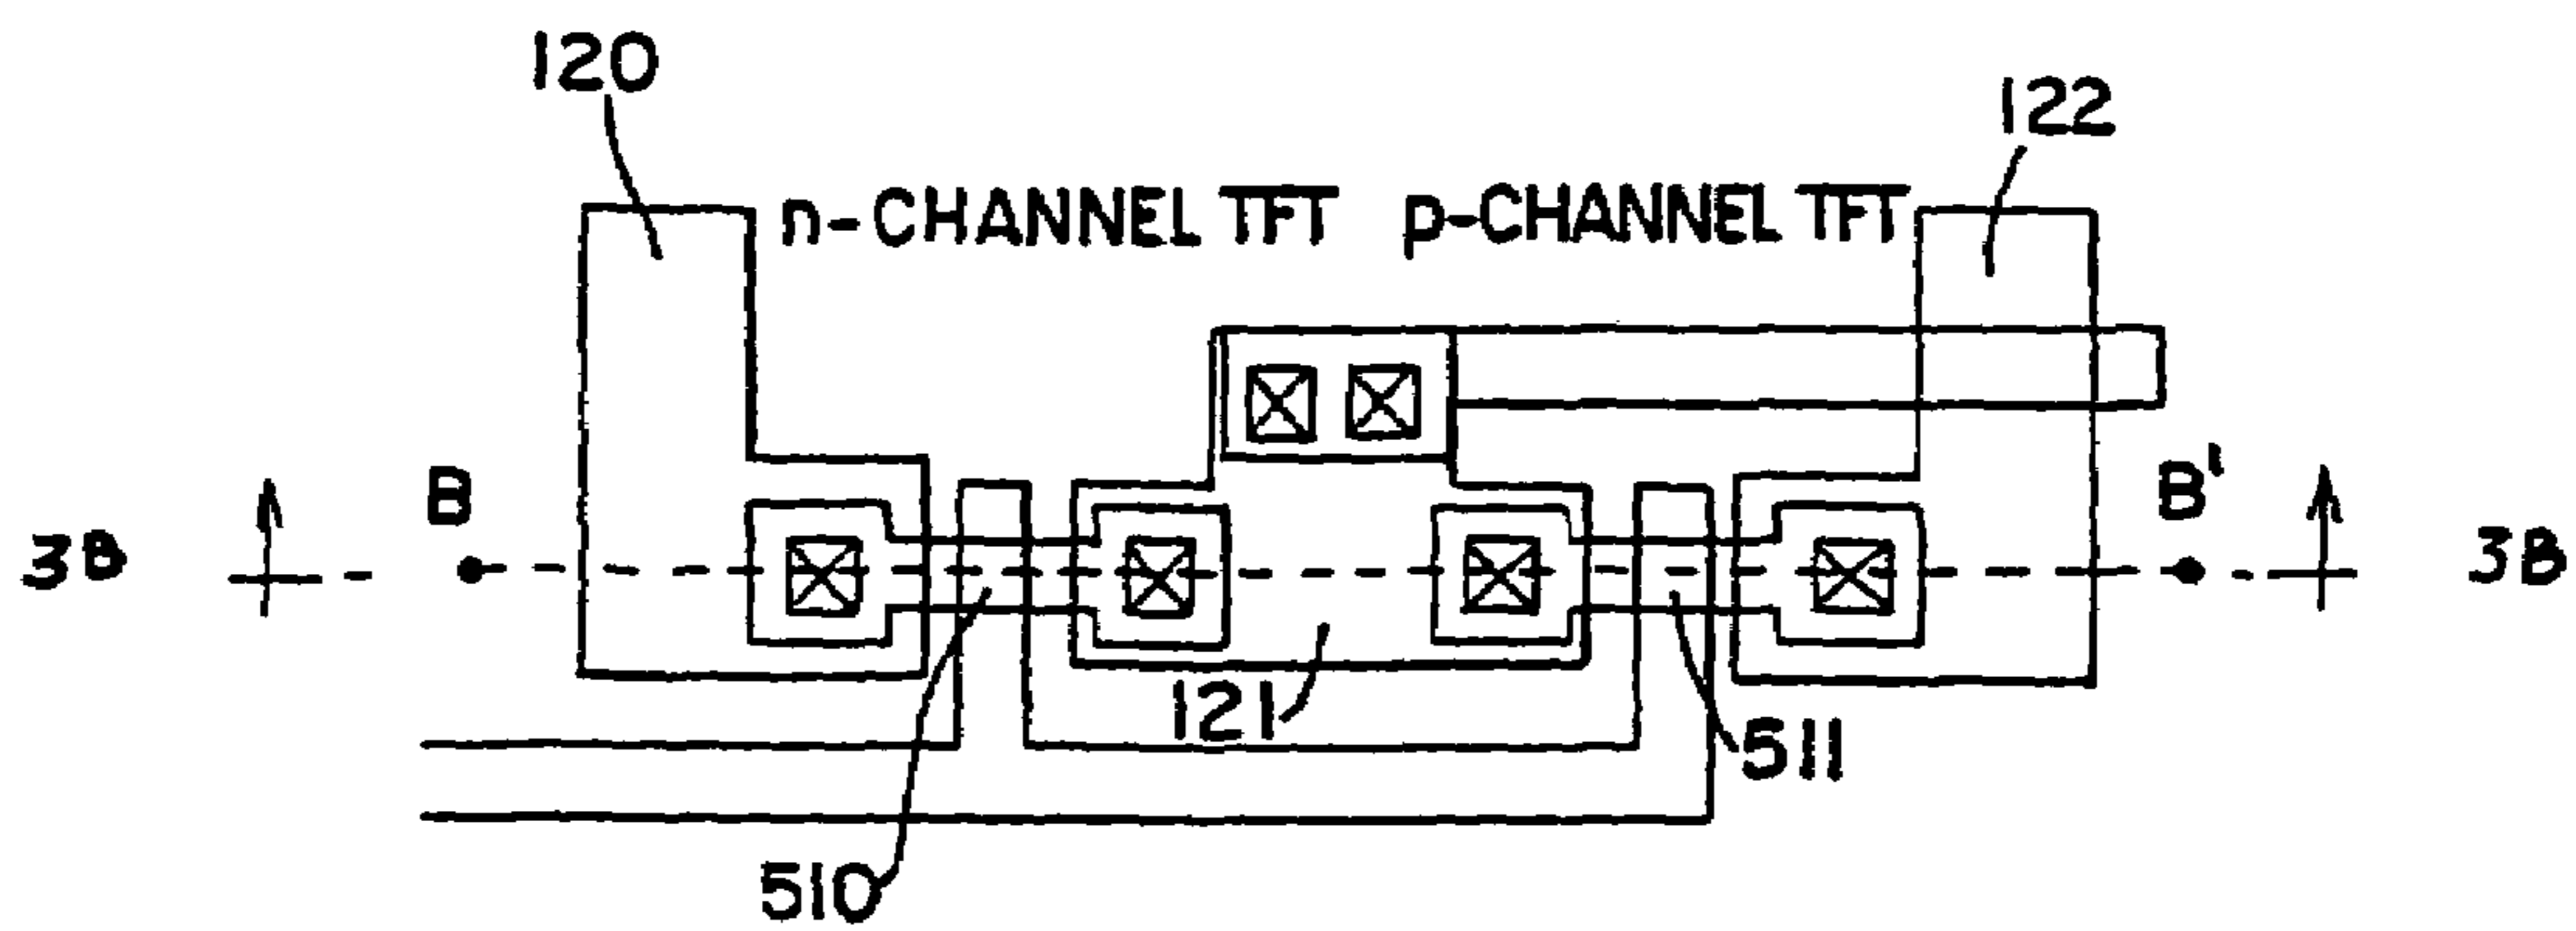 120
122
n-CHANNEL TFT p-CHANNEL TFT
B B'
3B 3B
121
511
510